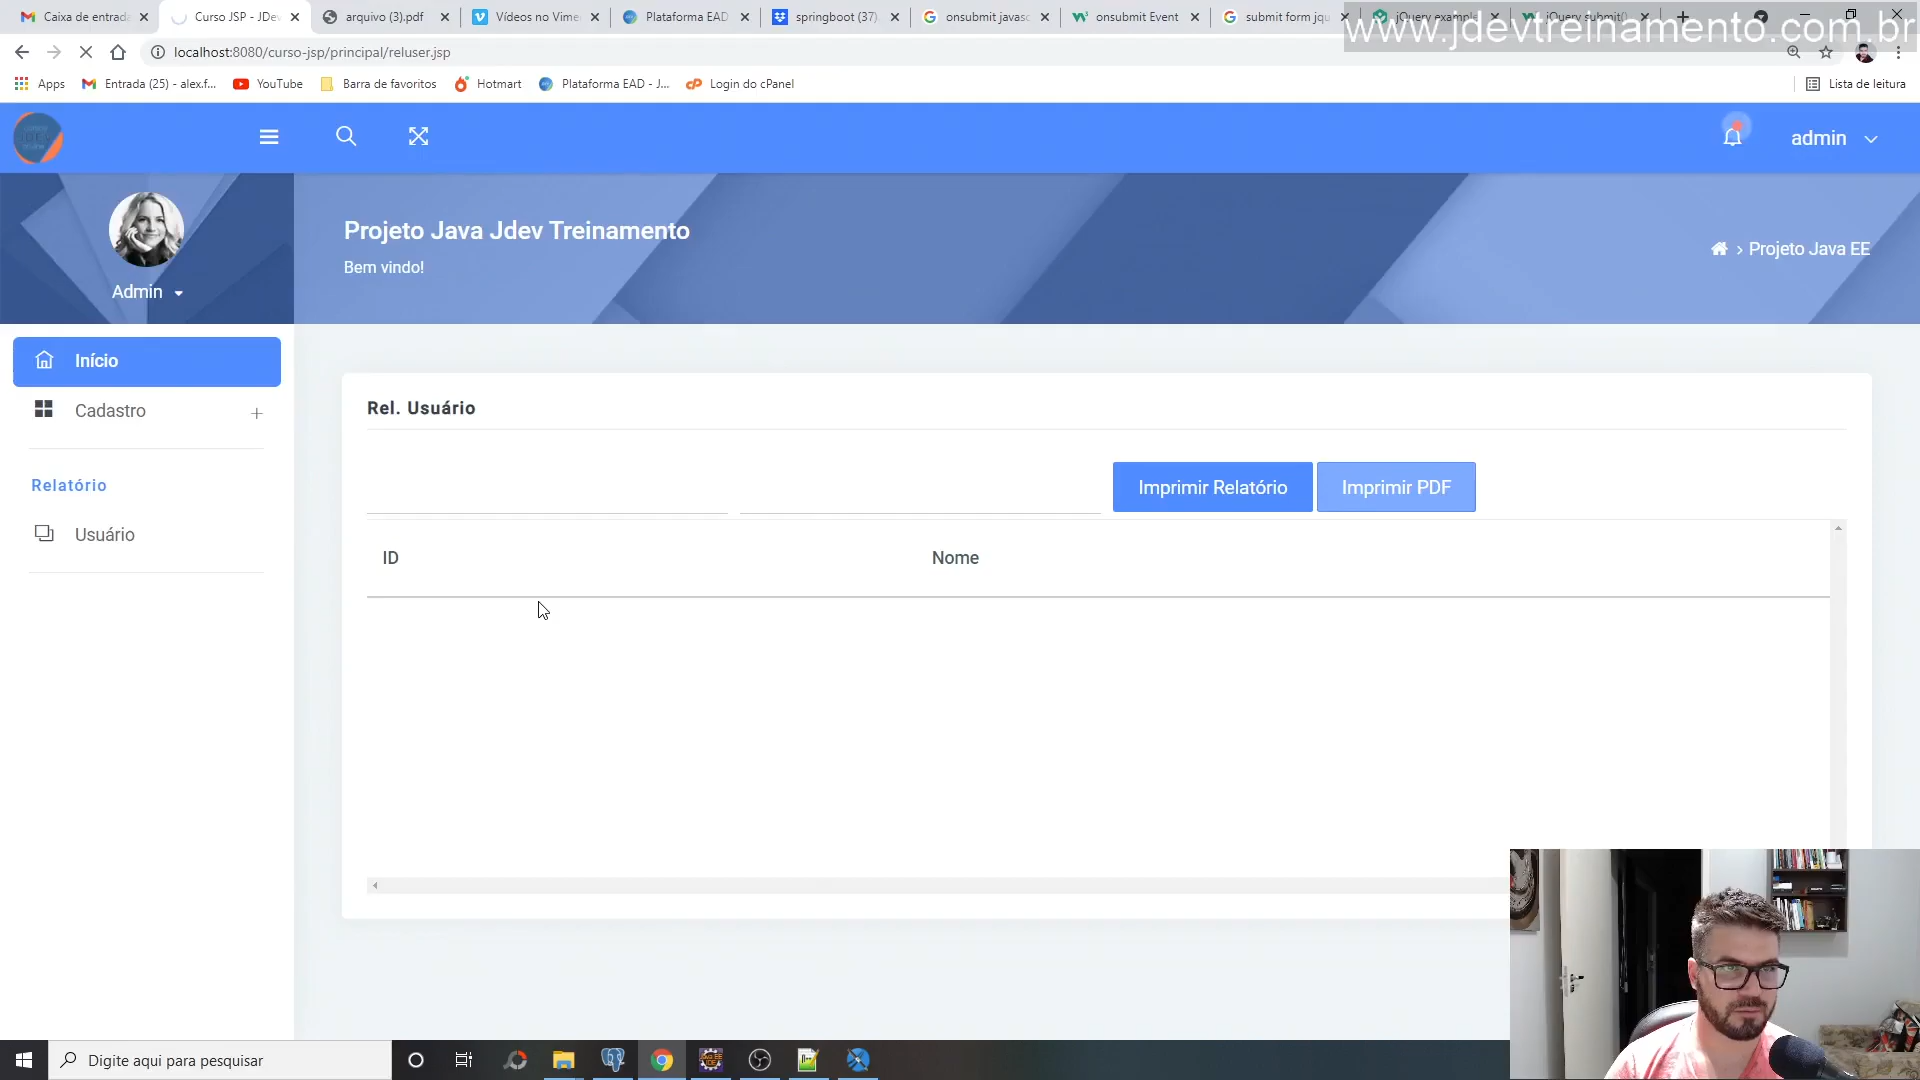 Caixa de entrada
Curso JSP - JDe
arquivo (3).pdf
Vídeos no Vime
Plataforma EAD
springboot (37)
onsubmit javasc
onsubmit Event
submit form jqu
jQuery example
jQuery submit()
www.jdevtreinamento.com.br
localhost:8080/curso-jsp/principal/reluser.jsp
Apps
Entrada (25) - alex.f...
YouTube
Barra de favoritos
Hotmart
Plataforma EAD - J...
Login do cPanel
Lista de leitura
admin
Projeto Java Jdev Treinamento
Bem vindo!
Projeto Java EE
Admin
Início
Cadastro
Relatório
Usuário
Rel. Usuário
Imprimir Relatório
Imprimir PDF
ID
Nome
Digite aqui para pesquisar